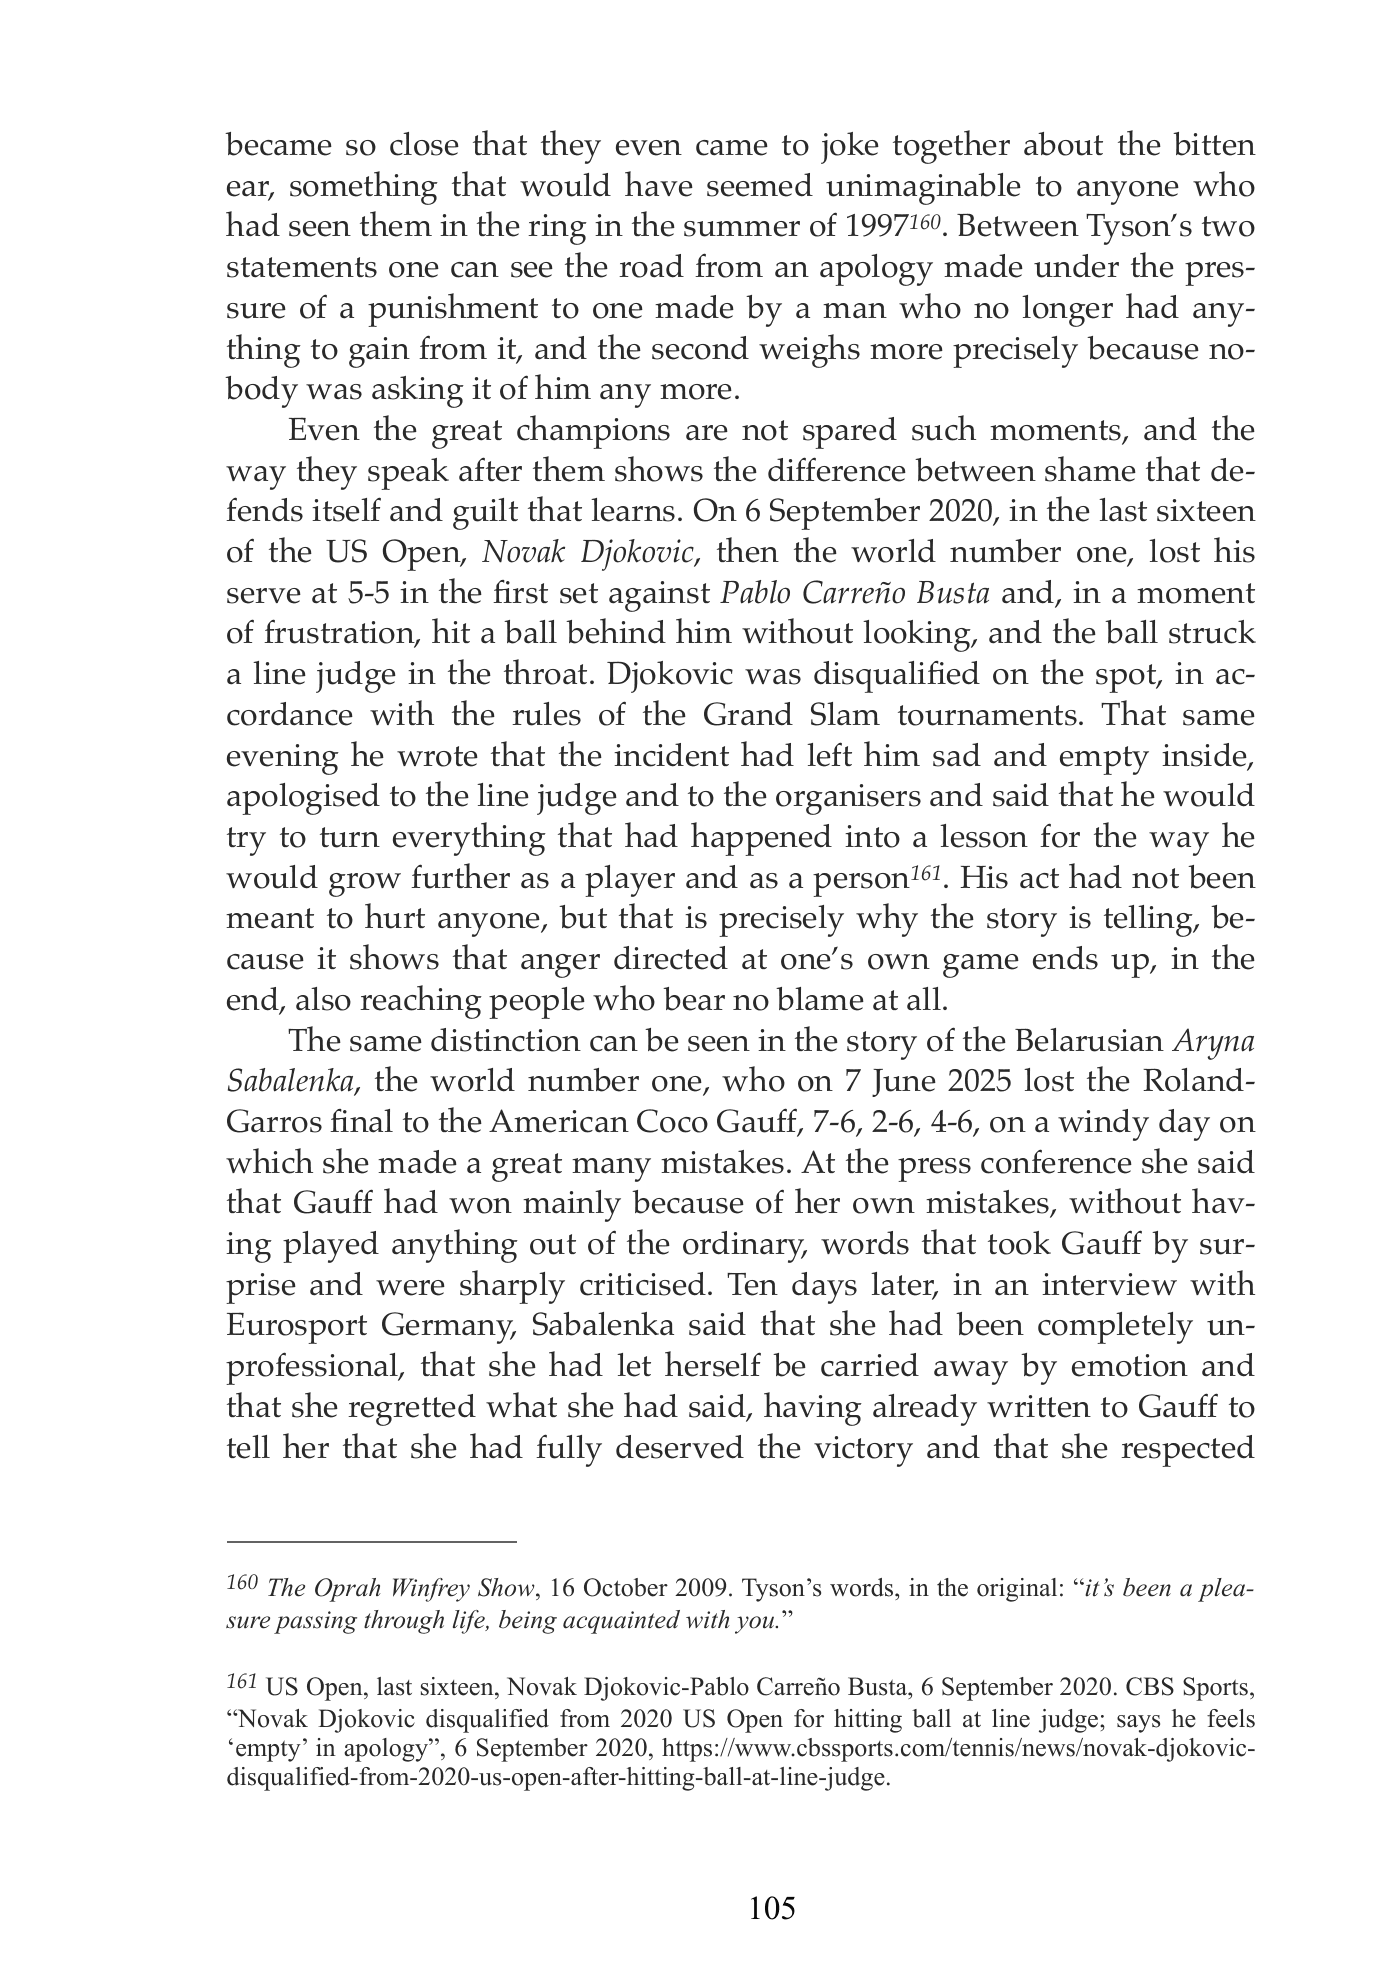 became so close that they even came to joke together about the bitten
ear, something that would have seemed unimaginable to anyone who
had seen them in the ring in the summer of 1997160. Between Tyson’s two
statements one can see the road from an apology made under the pres-
sure of a punishment to one made by a man who no longer had any-
thing to gain from it, and the second weighs more precisely because no-
body was asking it of him any more.
Even the great champions are not spared such moments, and the
way they speak after them shows the difference between shame that de-
fends itself and guilt that learns. On 6 September 2020, in the last sixteen
of the US Open, Novak Djokovic, then the world number one, lost his
serve at 5-5 in the first set against Pablo Carreño Busta and, in a moment
of frustration, hit a ball behind him without looking, and the ball struck
a line judge in the throat. Djokovic was disqualified on the spot, in ac-
cordance with the rules of the Grand Slam tournaments. That same
evening he wrote that the incident had left him sad and empty inside,
apologised to the line judge and to the organisers and said that he would
try to turn everything that had happened into a lesson for the way he
would grow further as a player and as a person161. His act had not been
meant to hurt anyone, but that is precisely why the story is telling, be-
cause it shows that anger directed at one’s own game ends up, in the
end, also reaching people who bear no blame at all.
The same distinction can be seen in the story of the Belarusian Aryna
Sabalenka, the world number one, who on 7 June 2025 lost the Roland-
Garros final to the American Coco Gauff, 7-6, 2-6, 4-6, on a windy day on
which she made a great many mistakes. At the press conference she said
that Gauff had won mainly because of her own mistakes, without hav-
ing played anything out of the ordinary, words that took Gauff by sur-
prise and were sharply criticised. Ten days later, in an interview with
Eurosport Germany, Sabalenka said that she had been completely un-
professional, that she had let herself be carried away by emotion and
that she regretted what she had said, having already written to Gauff to
tell her that she had fully deserved the victory and that she respected
160 The Oprah Winfrey Show, 16 October 2009. Tyson’s words, in the original: “it’s been a plea-
sure passing through life, being acquainted with you.”
161 US Open, last sixteen, Novak Djokovic-Pablo Carreño Busta, 6 September 2020. CBS Sports,
“Novak Djokovic disqualified from 2020 US Open for hitting ball at line judge; says he feels
‘empty’ in apology”, 6 September 2020, https://www.cbssports.com/tennis/news/novak-djokovic-
disqualified-from-2020-us-open-after-hitting-ball-at-line-judge.
105